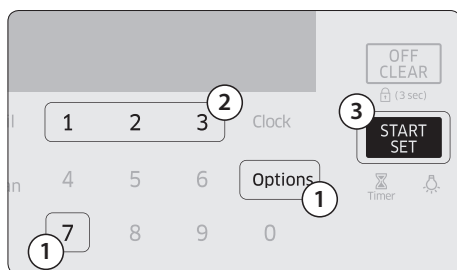 OFF
CLEAR
(3 sec)
2
3
1 2 3 Clock
START
SET
4 5 6 Options
Timer
1
7 8 9 0
1